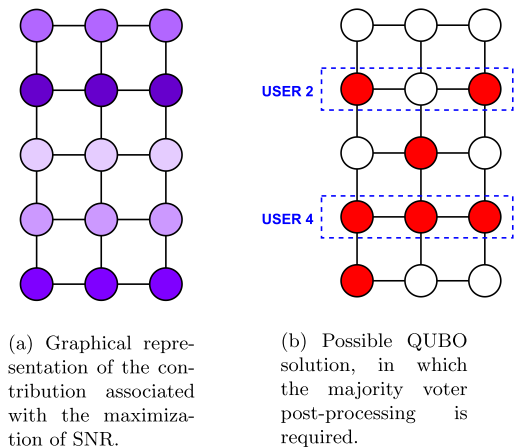 USER 2
USER 4
(a) Graphical repre-
sentation of the con-
tribution associated
with the maximiza-
tion of SNR.
(b) Possible QUBO
solution, in which
the majority voter
post-processing is
required.